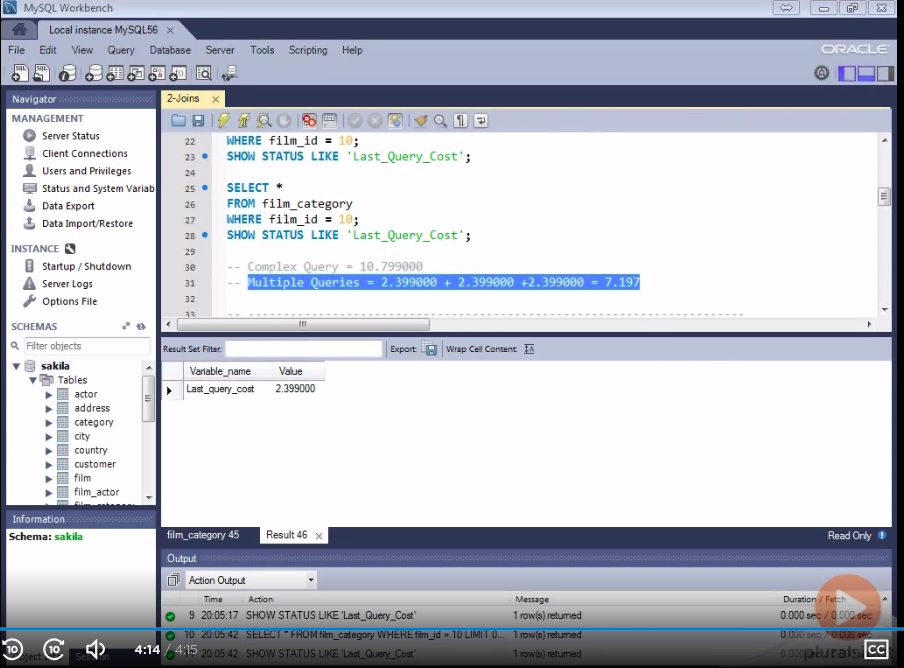 MySQL Workbench
Local instance MySQL56
File Edit View Query Database Server Tools Scripting Help
ORACLE
Navigator
MANAGEMENT
Server Status
Client Connections
Users and Privileges
Status and System Variab
Data Export
Data Import/Restore
INSTANCE
Startup / Shutdown
Server Logs
Options File
SCHEMAS
Filter objects
sakila
Tables
actor
address
category
city
country
customer
film
film_actor
film_category
Information
Schema: sakila
2-Joins
22 WHERE film_id = 10;
23 SHOW STATUS LIKE 'Last_Query_Cost';
24
25 SELECT *
26 FROM film_category
27 WHERE film_id = 10;
28 SHOW STATUS LIKE 'Last_Query_Cost';
29
30 -- Complex Query = 10.799000
31 -- Multiple Queries = 2.399000 + 2.399000 +2.399000 = 7.197
32
33 -- ----------------------------------------------------------------------
Result Set Filter: Export: Wrap Cell Content:
Variable_name Value
Last_query_cost 2.399000
film_category 45 Result 46 Read Only
Output
Action Output
Time Action Message Duration / Fetch
9 20:05:17 SHOW STATUS LIKE 'Last_Query_Cost' 1 row(s) returned 0.000 sec / 0.000 sec
10 20:05:42 SELECT * FROM film_category WHERE film_id = 10 LIMIT 0... 1 row(s) returned 0.000 sec / 0.000 sec
20:05:42 SHOW STATUS LIKE 'Last_Query_Cost' 1 row(s) returned 0.000 sec / 0.000 sec
10 10 4:14 / 4:15 CC